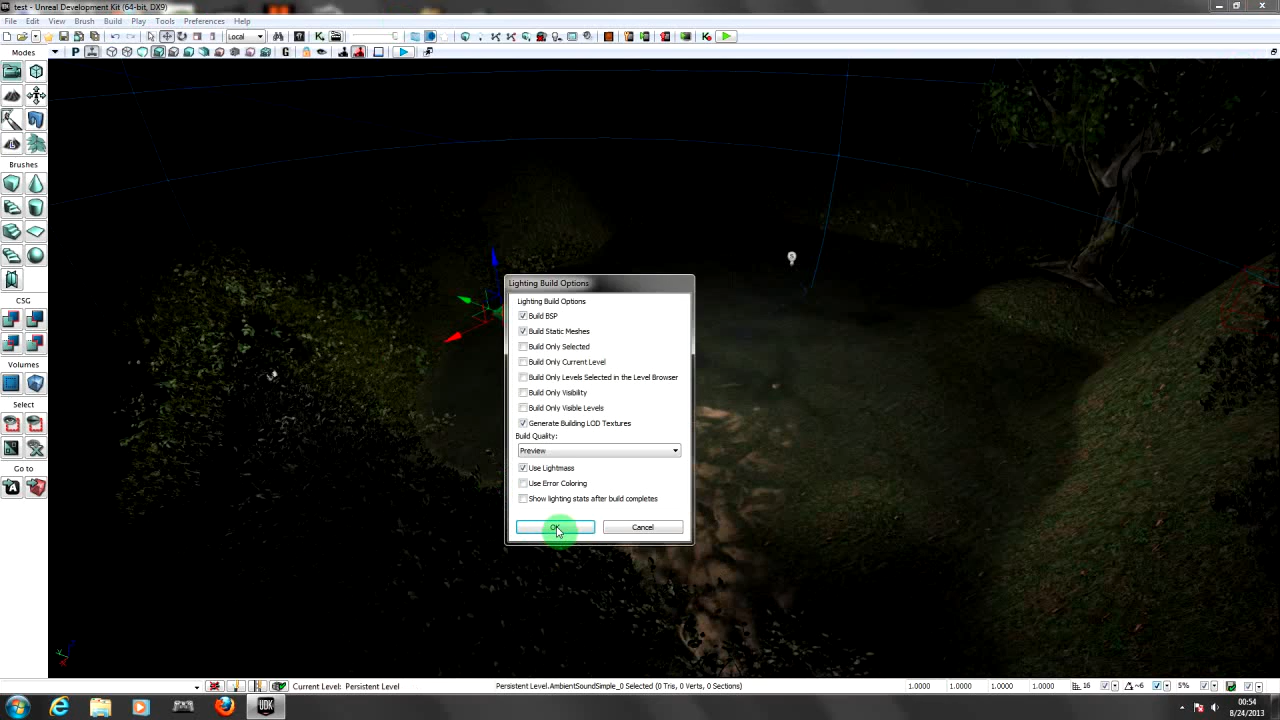 test - Unreal Development Kit (64-bit, DX9)
File Edit View Brush Build Play Tools Preferences Help
Local
Modes
P
G
Brushes
CSG
Volumes
Select
Go to
Lighting Build Options
Lighting Build Options
Build BSP
Build Static Meshes
Build Only Selected
Build Only Current Level
Build Only Levels Selected in the Level Browser
Build Only Visibility
Build Only Visible Levels
Generate Building LOD Textures
Build Quality:
Preview
Use Lightmass
Use Error Coloring
Show lighting stats after build completes
OK Cancel
Current Level: Persistent Level
Persistent Level.AmbientSoundSimple_0 Selected (0 Tris, 0 Verts, 0 Sections)
1.0000 1.0000 1.0000 16 ~6 5%
UDK
00:54
8/24/2013